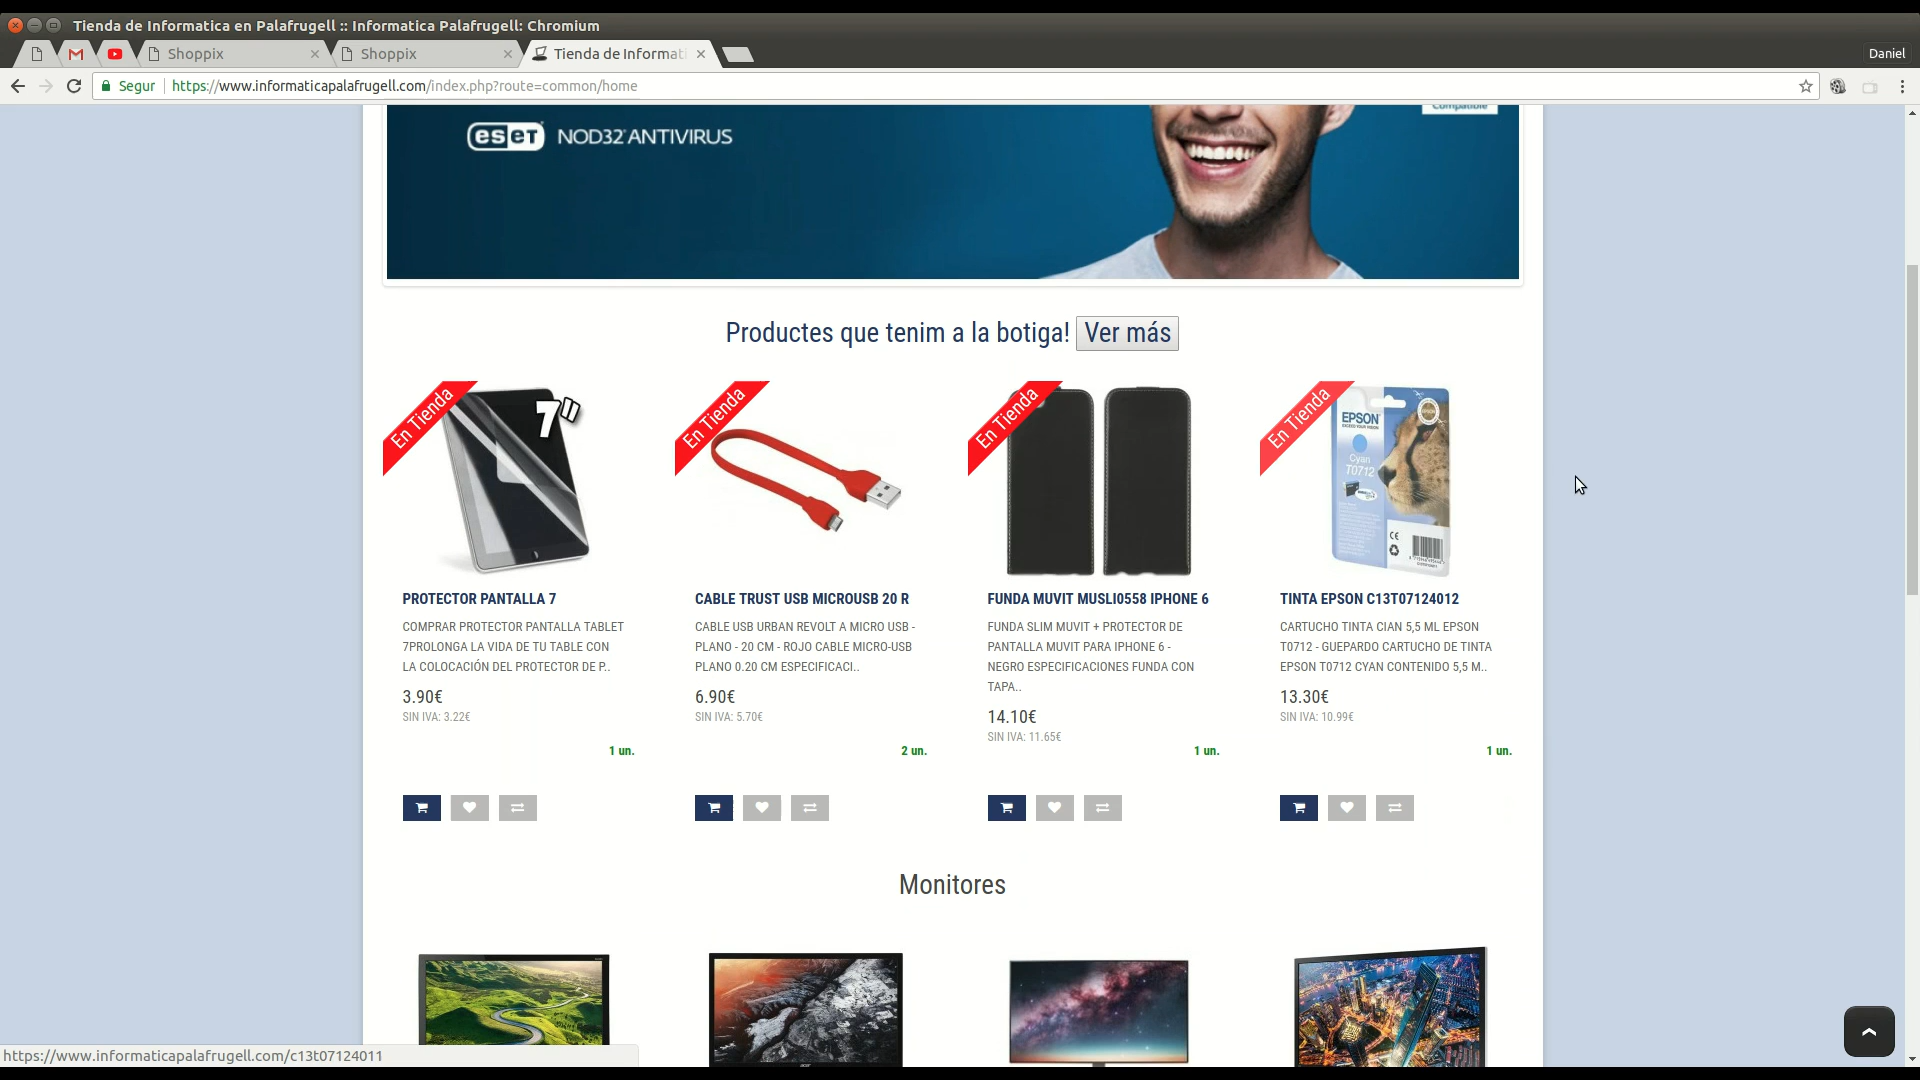 Tienda de Informatica en Palafrugell :: Informatica Palafrugell: Chromium
Shoppix
Shoppix
Tienda de Informati
Daniel
Segur
https://www.informaticapalafrugell.com/index.php?route=common/home
Compatible
eset NOD32 ANTIVIRUS
Productes que tenim a la botiga! Ver más
En Tienda
7"
En Tienda
En Tienda
En Tienda
EPSON
Cyan
T0712
PROTECTOR PANTALLA 7
COMPRAR PROTECTOR PANTALLA TABLET
7PROLONGA LA VIDA DE TU TABLE CON
LA COLOCACIÓN DEL PROTECTOR DE P..
3.90€
SIN IVA: 3.22€
1 un.
CABLE TRUST USB MICROUSB 20 R
CABLE USB URBAN REVOLT A MICRO USB -
PLANO - 20 CM - ROJO CABLE MICRO-USB
PLANO 0.20 CM ESPECIFICACI..
6.90€
SIN IVA: 5.70€
2 un.
FUNDA MUVIT MUSLI0558 IPHONE 6
FUNDA SLIM MUVIT + PROTECTOR DE
PANTALLA MUVIT PARA IPHONE 6 -
NEGRO ESPECIFICACIONES FUNDA CON
TAPA..
14.10€
SIN IVA: 11.65€
1 un.
TINTA EPSON C13T07124012
CARTUCHO TINTA CIAN 5,5 ML EPSON
T0712 - GUEPARDO CARTUCHO DE TINTA
EPSON T0712 CYAN CONTENIDO 5,5 M..
13.30€
SIN IVA: 10.99€
1 un.
Monitores
https://www.informaticapalafrugell.com/c13t07124011